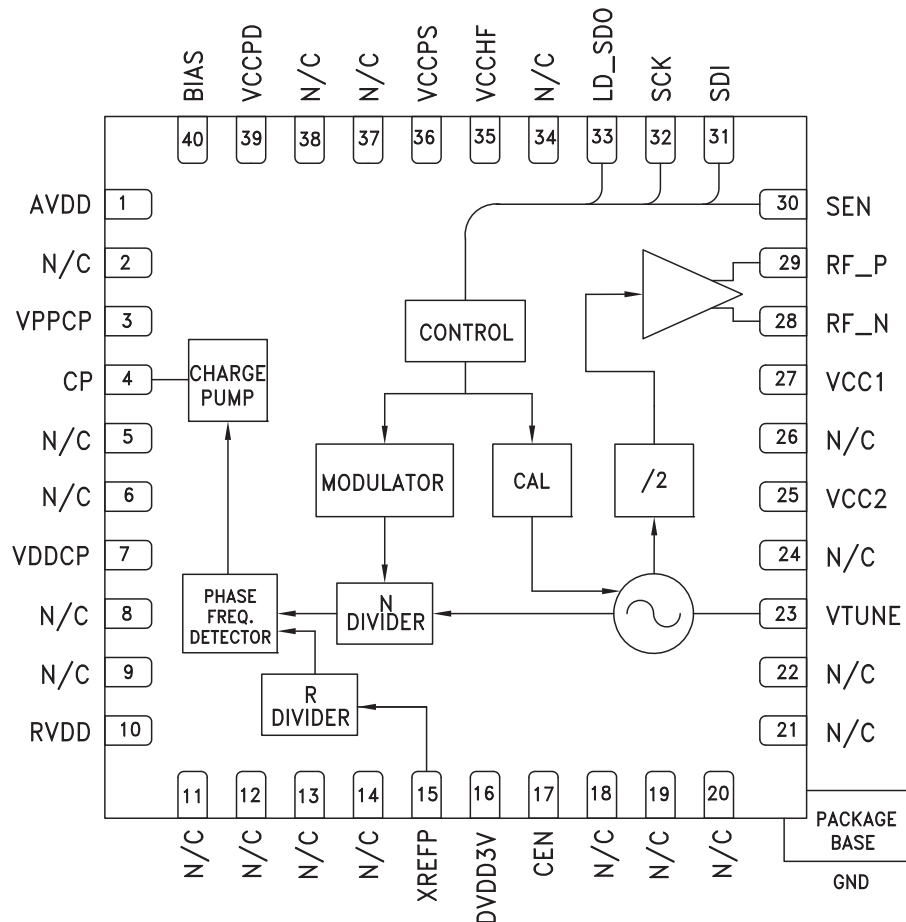 BIAS
VCCPD
N/C
N/C
VCCPS
VCCHF
N/C
LD_SDO
SCK
SDI
40
39
38
37
36
35
34
33
32
31
AVDD
1
30
SEN
N/C
2
29
RF_P
VPPCP
3
28
RF_N
CONTROL
CP
4
CHARGE
PUMP
27
VCC1
N/C
5
26
N/C
MODULATOR
CAL
/2
N/C
6
25
VCC2
VDDCP
7
24
N/C
N/C
8
PHASE
FREQ.
DETECTOR
N
DIVIDER
23
VTUNE
N/C
9
22
N/C
R
DIVIDER
RVDD
10
21
N/C
11
12
13
14
15
16
17
18
19
20
N/C
N/C
N/C
N/C
XREFP
DVDD3V
CEN
N/C
N/C
N/C
PACKAGE
BASE
GND